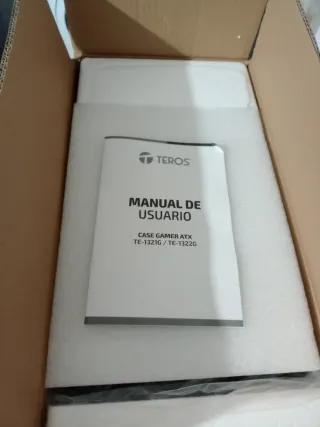 TEROS
MANUAL DE
USUARIO
CASE GAMER ATX
TE-1321G / TE-1322G